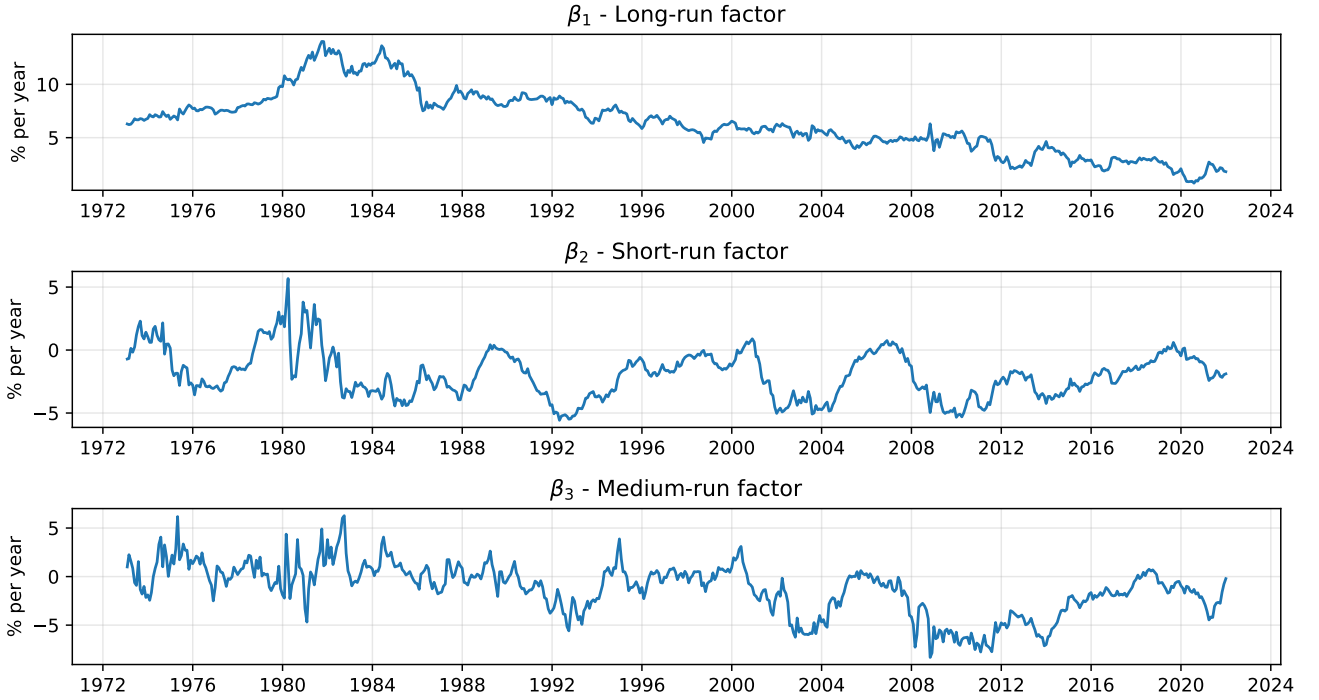 β₁ - Long-run factor
% per year
10
5
1972 1976 1980 1984 1988 1992 1996 2000 2004 2008 2012 2016 2020 2024
β₂ - Short-run factor
% per year
5
0
−5
1972 1976 1980 1984 1988 1992 1996 2000 2004 2008 2012 2016 2020 2024
β₃ - Medium-run factor
% per year
5
0
−5
1972 1976 1980 1984 1988 1992 1996 2000 2004 2008 2012 2016 2020 2024